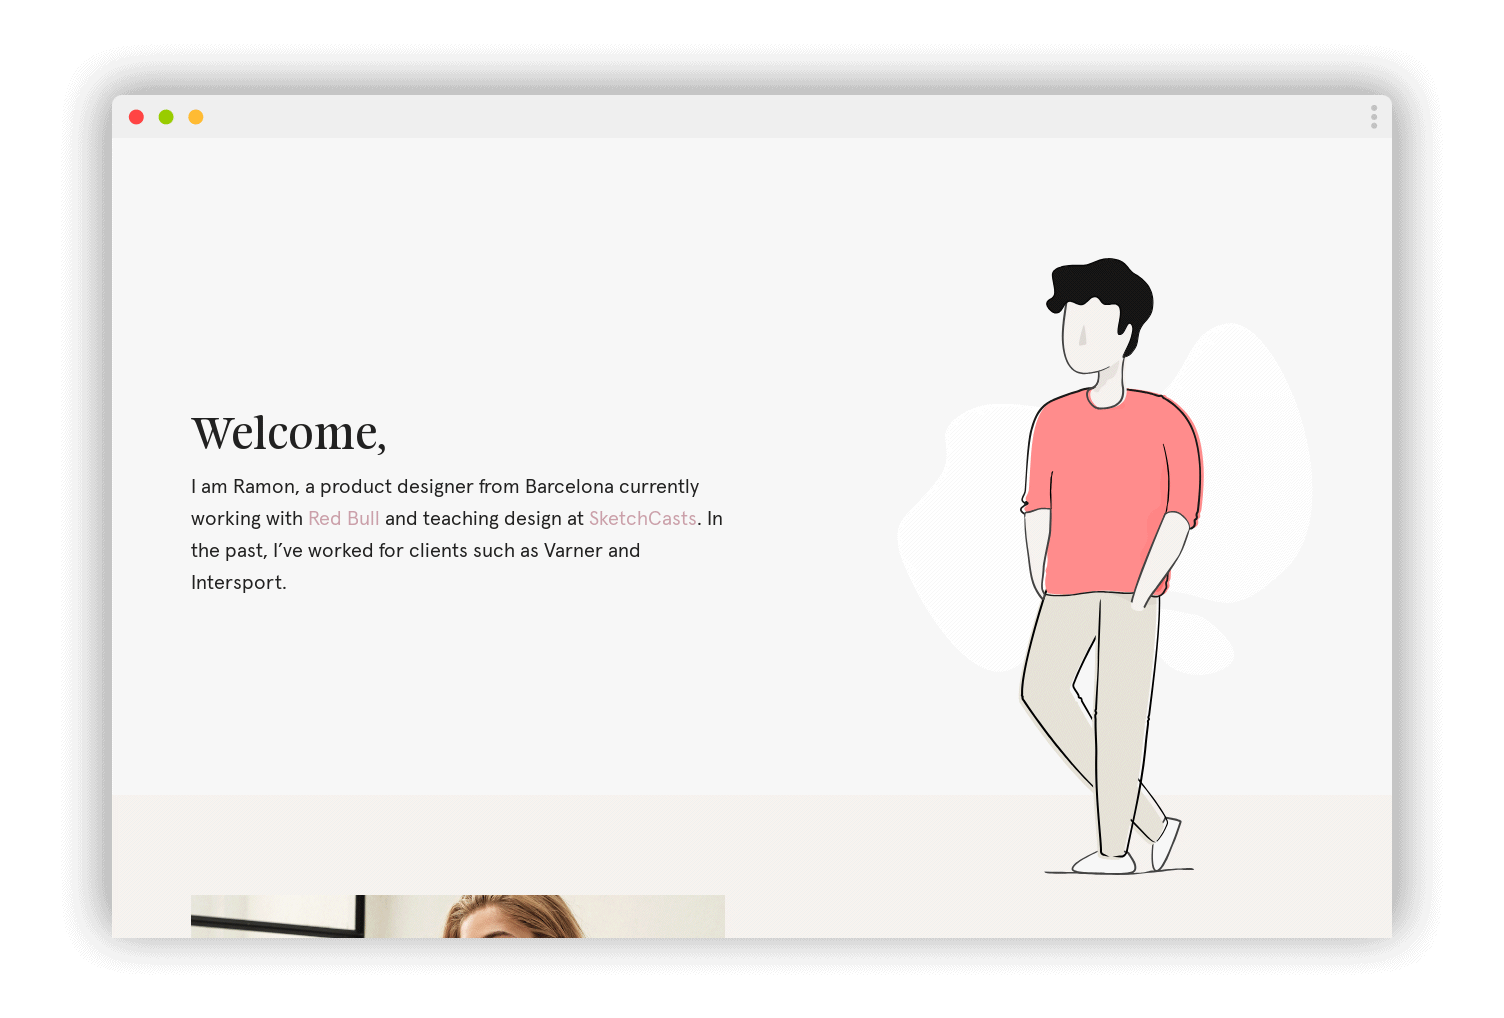 Welcome,
I am Ramon, a product designer from Barcelona currently
working with Red Bull and teaching design at SketchCasts. In
the past, I’ve worked for clients such as Varner and
Intersport.